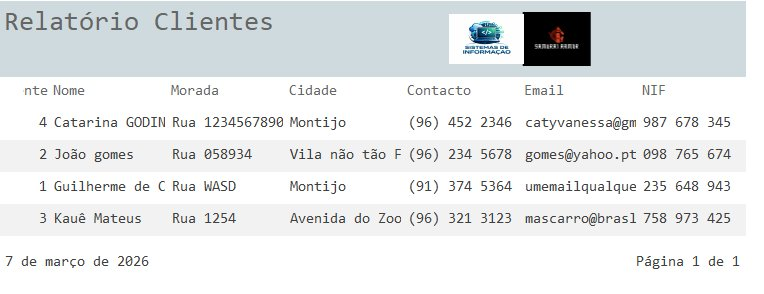 Relatório Clientes
SISTEMAS DE
INFORMAÇÃO
SAMURAI ARMOR
nte Nome Morada Cidade Contacto Email NIF
4 Catarina GODIN Rua 1234567890 Montijo (96) 452 2346 catyvanessa@gm 987 678 345
2 João gomes Rua 058934 Vila não tão F (96) 234 5678 gomes@yahoo.pt 098 765 674
1 Guilherme de C Rua WASD Montijo (91) 374 5364 umemailqualque 235 648 943
3 Kauê Mateus Rua 1254 Avenida do Zoo (96) 321 3123 mascarro@brasl 758 973 425
7 de março de 2026 Página 1 de 1